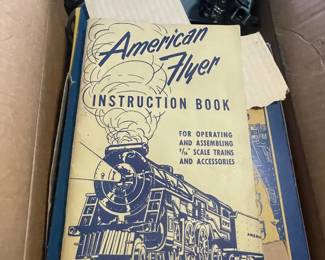 American
Flyer
INSTRUCTION BOOK
FOR OPERATING
AND ASSEMBLING
3/16" SCALE TRAINS
AND ACCESSORIES